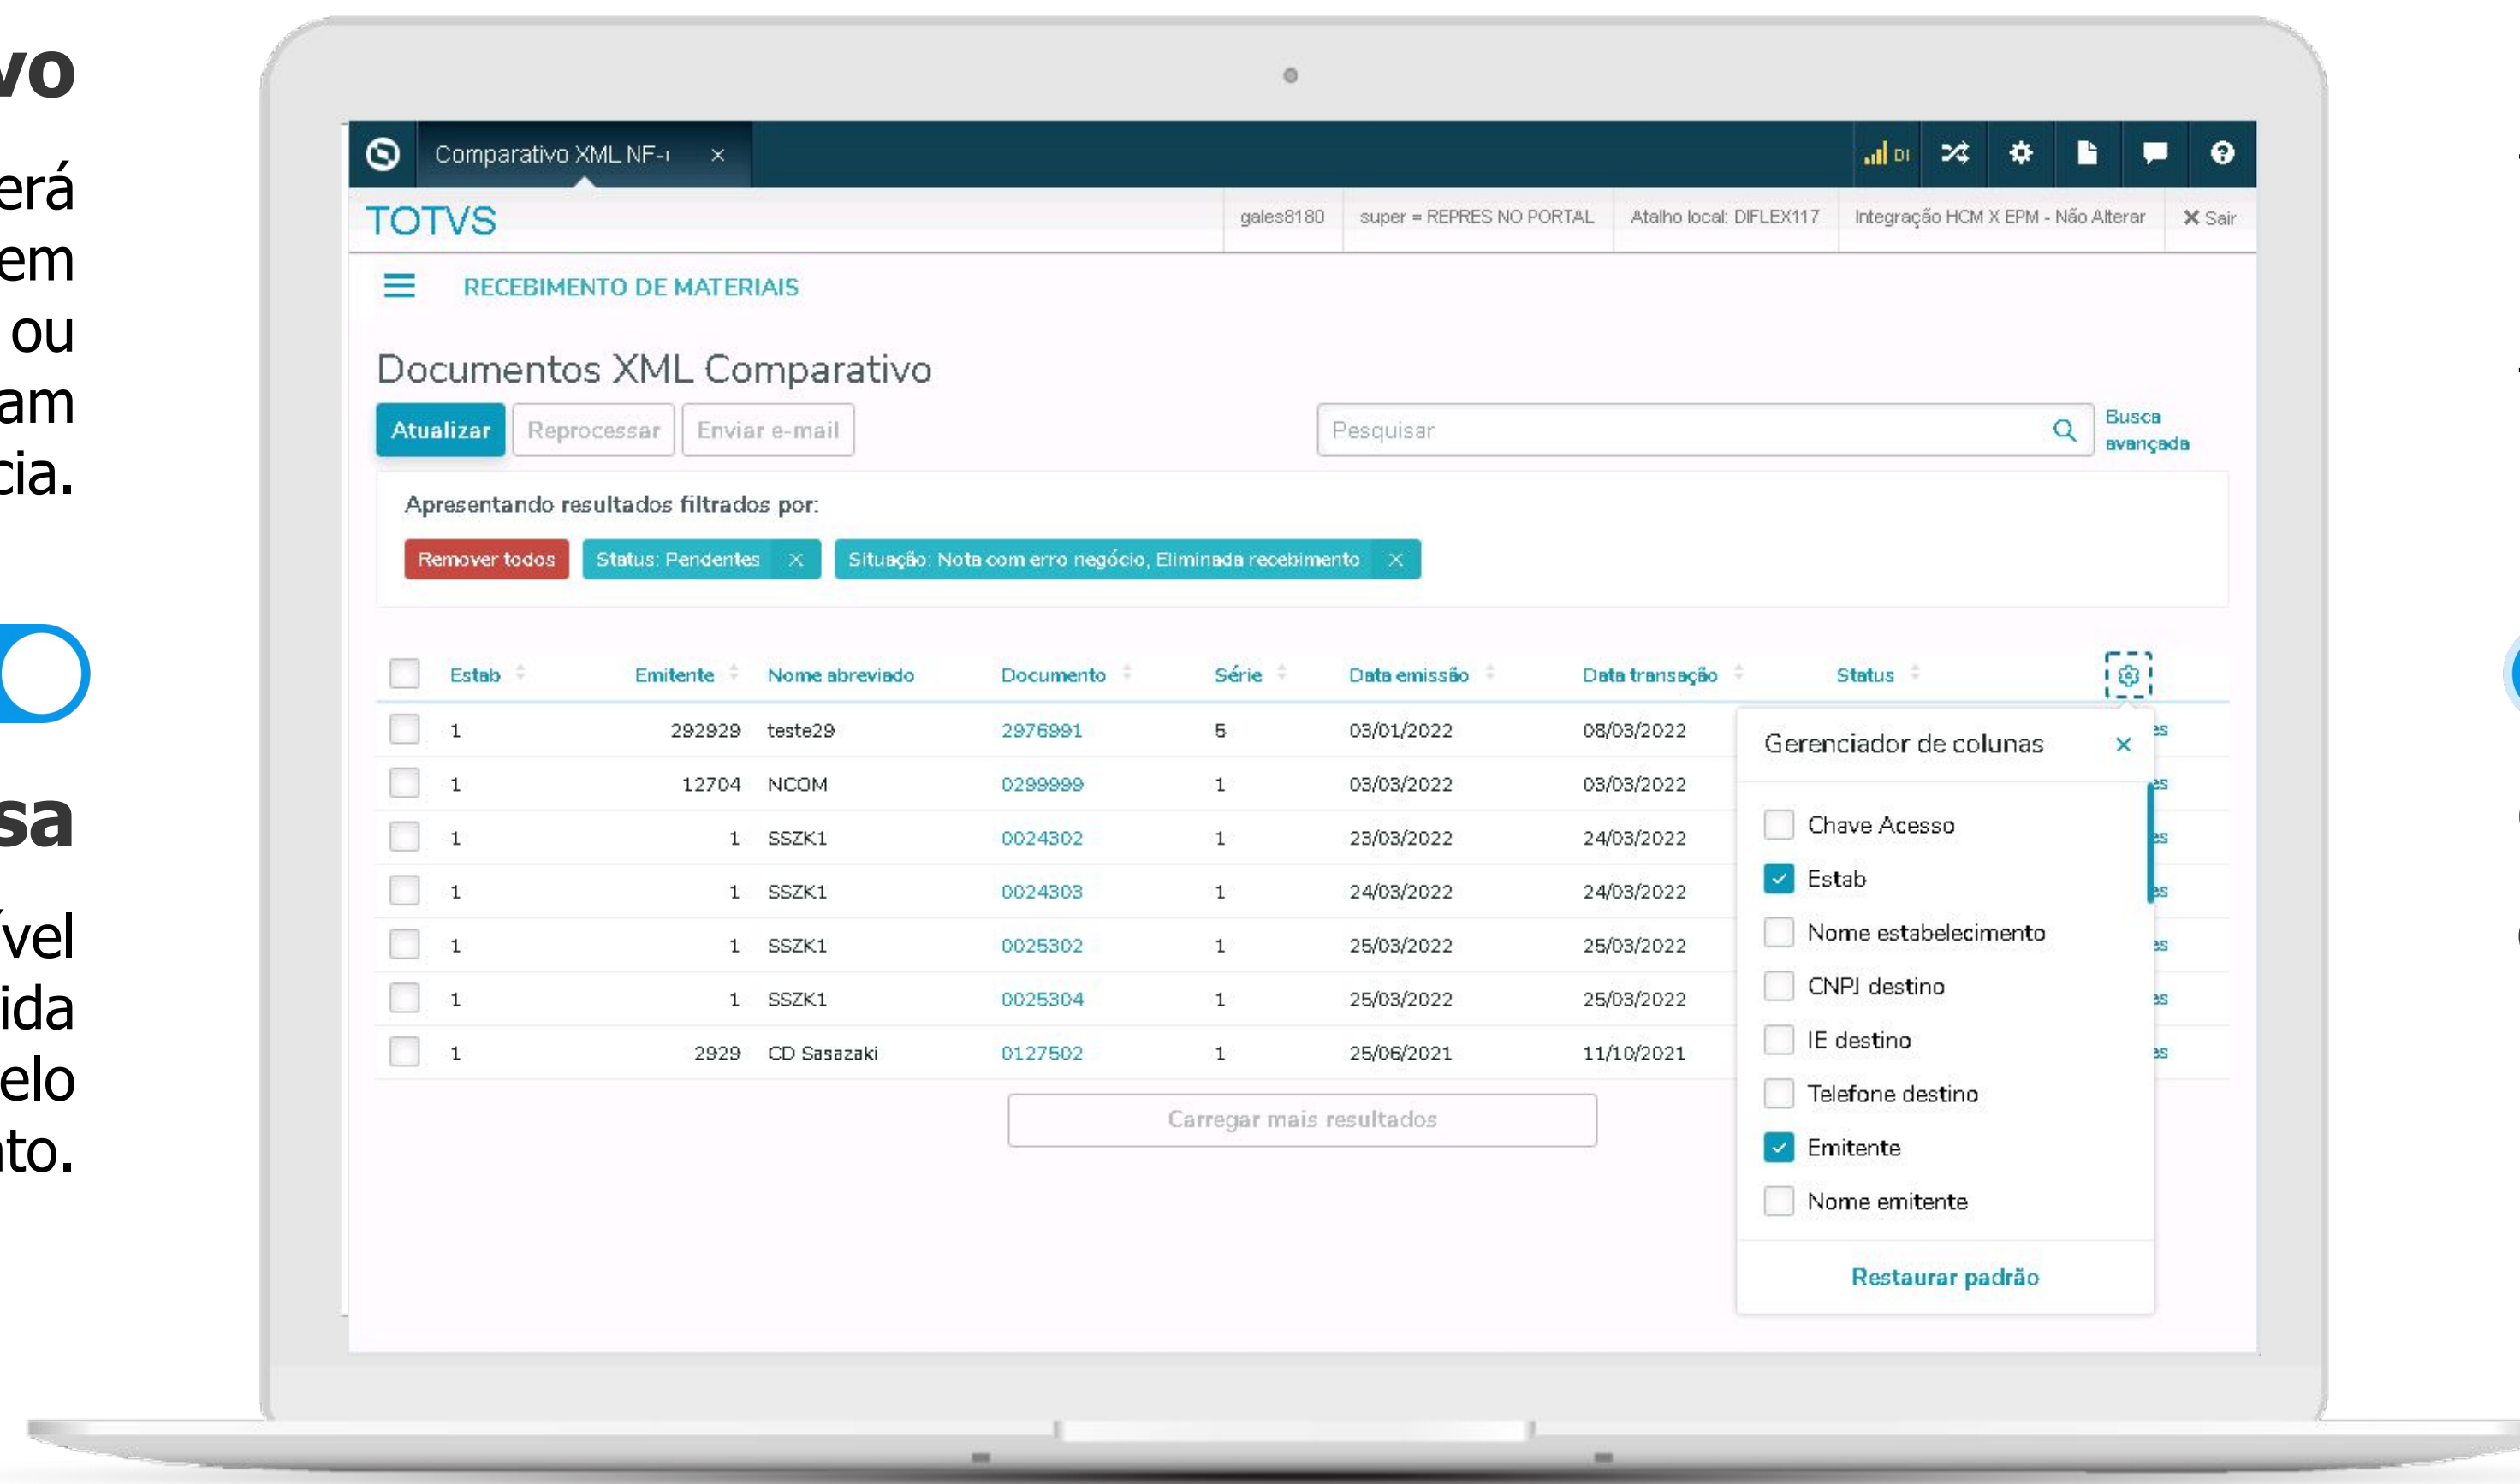 Comparativo XML NF-
DI
TOTVS
gales8180 super = REPRES NO PORTAL Atalho local: DIFLEX117 Integração HCM X EPM - Não Alterar Sair
RECEBIMENTO DE MATERIAIS
Documentos XML Comparativo
Atualizar Reprocessar Enviar e-mail Pesquisar Busca avançada
Apresentando resultados filtrados por:
Remover todos Status: Pendentes × Situação: Nota com erro negócio, Eliminada recebimento ×
Estab Emitente Nome abreviado Documento Série Data emissão Data transação Status
1 292929 teste29 2976991 5 03/01/2022 08/03/2022
1 12704 NCOM 0299999 1 03/03/2022 03/03/2022
1 1 SSZK1 0024302 1 23/03/2022 24/03/2022
1 1 SSZK1 0024303 1 24/03/2022 24/03/2022
1 1 SSZK1 0025302 1 25/03/2022 25/03/2022
1 1 SSZK1 0025304 1 25/03/2022 25/03/2022
1 2929 CD Sasazaki 0127502 1 25/06/2021 11/10/2021
Carregar mais resultados
Gerenciador de colunas ×
Chave Acesso
Estab
Nome estabelecimento
CNPJ destino
IE destino
Telefone destino
Emitente
Nome emitente
Restaurar padrão
vo
erá
em
ou
am
cia.
sa
ível
ida
elo
nto.